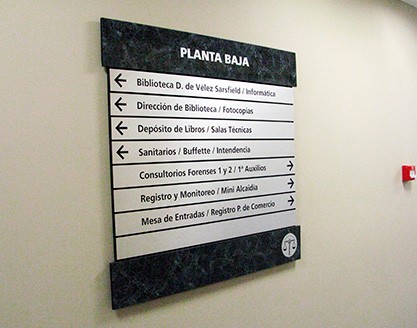 PLANTA BAJA
← Biblioteca D. de Vélez Sarsfield / Informática
← Dirección de Biblioteca / Fotocopias
← Depósito de Libros / Salas Técnicas
← Sanitarios / Buffette / Intendencia
Consultorios Forenses 1 y 2 / 1º Auxilios →
Registro y Monitoreo / Mini Alcaidía →
Mesa de Entradas / Registro P. de Comercio →